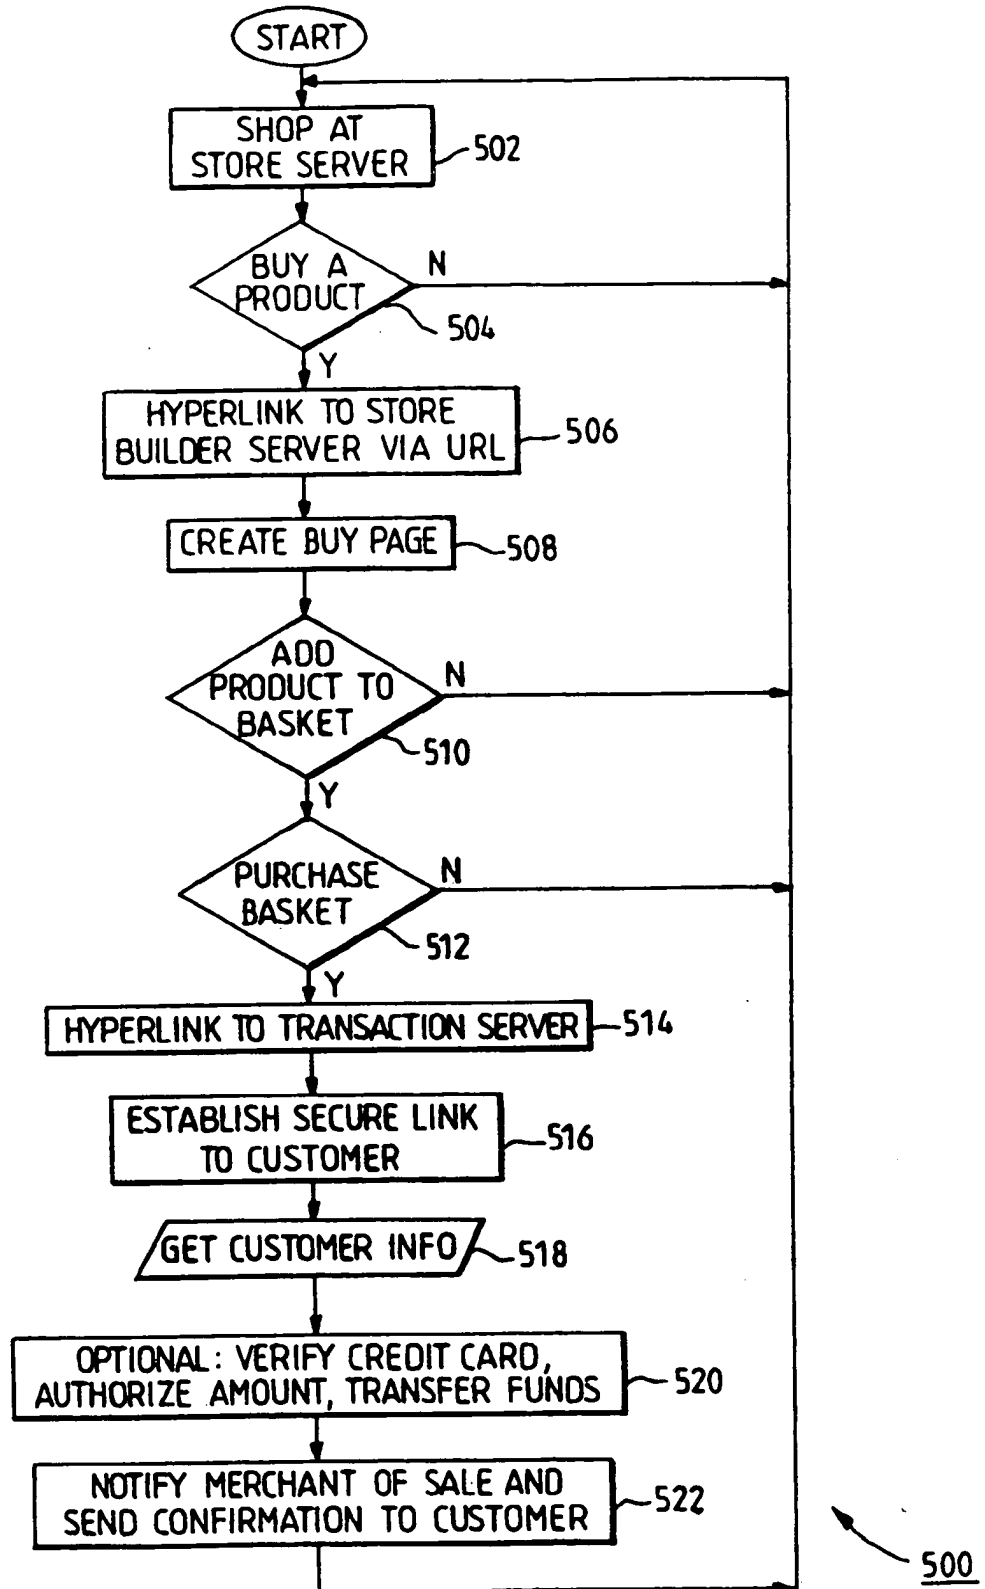 START
SHOP AT
STORE SERVER
502
BUY A
PRODUCT
N
504
Y
HYPERLINK TO STORE
BUILDER SERVER VIA URL
506
CREATE BUY PAGE
508
ADD
PRODUCT TO
BASKET
N
510
Y
PURCHASE
BASKET
N
512
Y
HYPERLINK TO TRANSACTION SERVER
514
ESTABLISH SECURE LINK
TO CUSTOMER
516
GET CUSTOMER INFO
518
OPTIONAL: VERIFY CREDIT CARD,
AUTHORIZE AMOUNT, TRANSFER FUNDS
520
NOTIFY MERCHANT OF SALE AND
SEND CONFIRMATION TO CUSTOMER
522
500